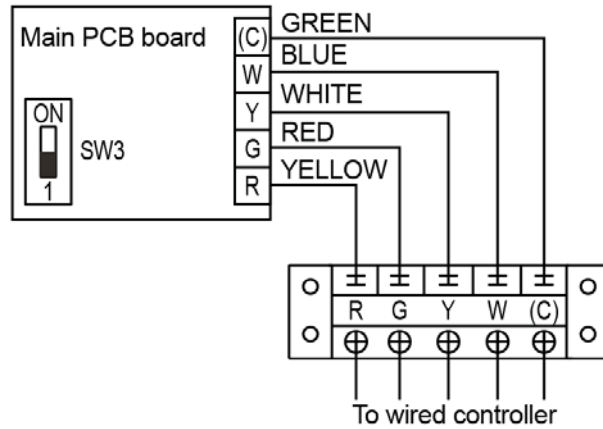 Main PCB board
ON
SW3
1
(C)
W
Y
G
R
GREEN
BLUE
WHITE
RED
YELLOW
R G Y W (C)
To wired controller